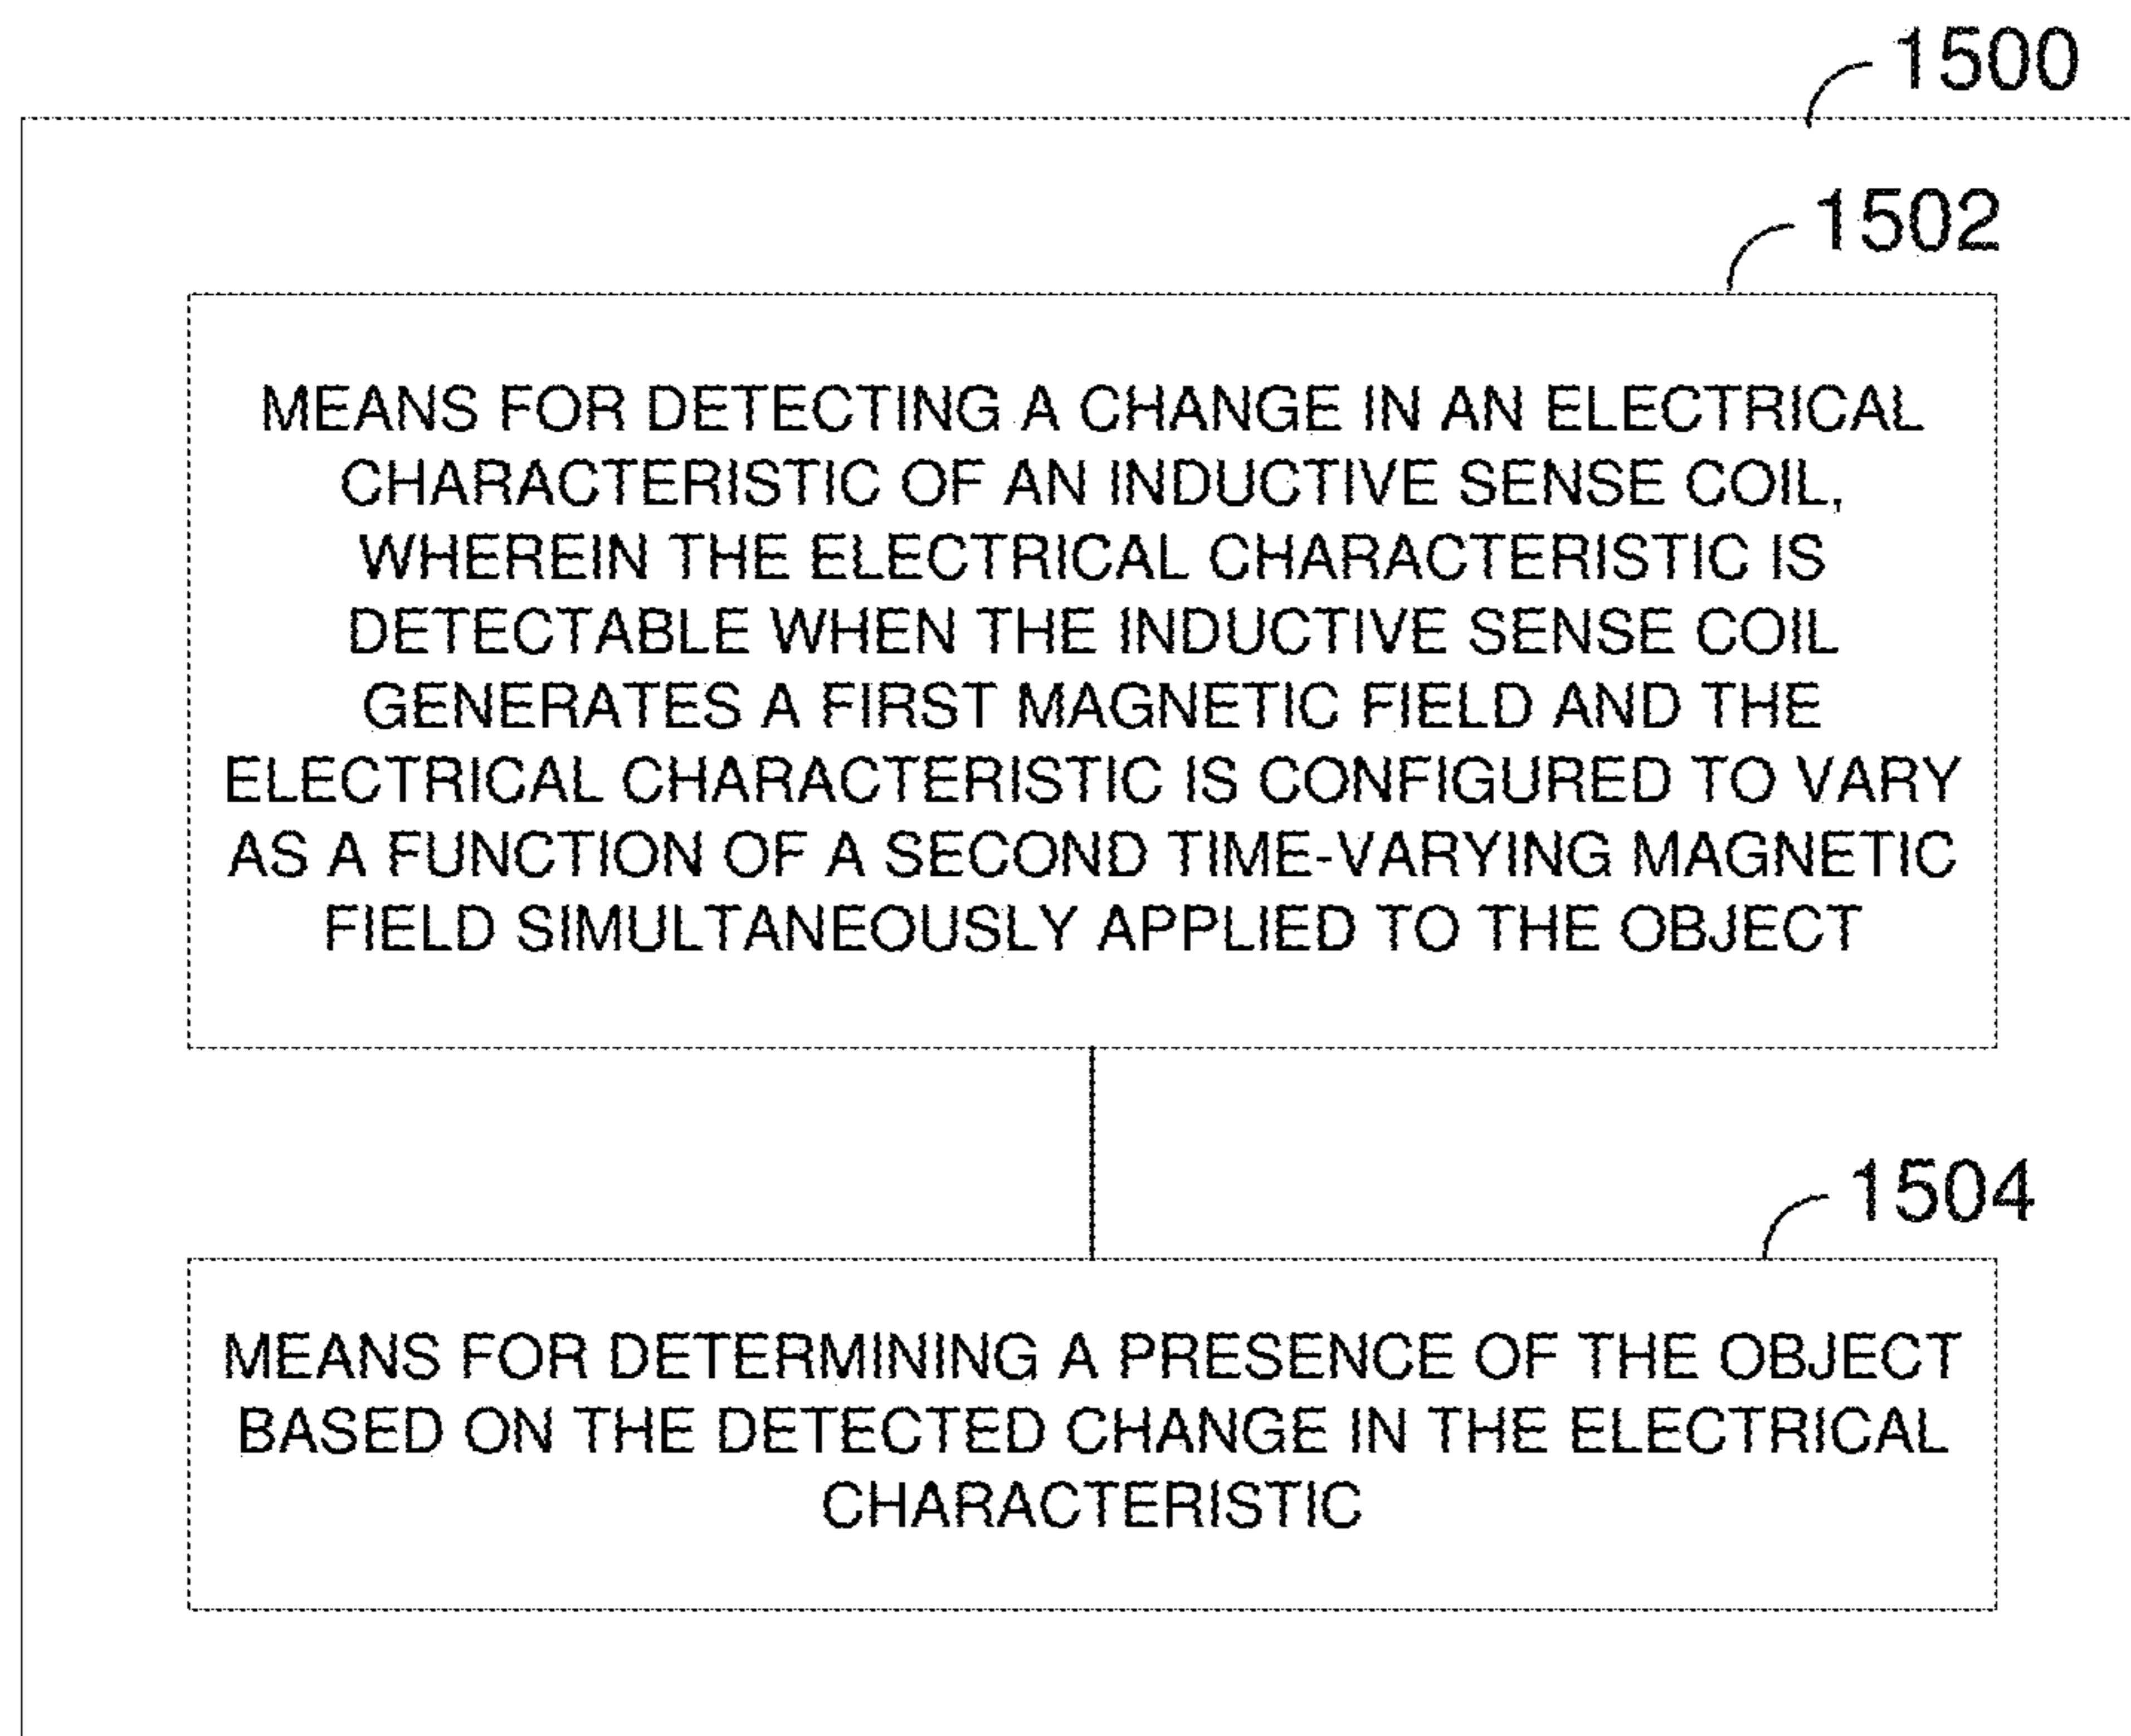 1500
1502
MEANS FOR DETECTING A CHANGE IN AN ELECTRICAL
CHARACTERISTIC OF AN INDUCTIVE SENSE COIL,
WHEREIN THE ELECTRICAL CHARACTERISTIC IS
DETECTABLE WHEN THE INDUCTIVE SENSE COIL
GENERATES A FIRST MAGNETIC FIELD AND THE
ELECTRICAL CHARACTERISTIC IS CONFIGURED TO VARY
AS A FUNCTION OF A SECOND TIME-VARYING MAGNETIC
FIELD SIMULTANEOUSLY APPLIED TO THE OBJECT
1504
MEANS FOR DETERMINING A PRESENCE OF THE OBJECT
BASED ON THE DETECTED CHANGE IN THE ELECTRICAL
CHARACTERISTIC